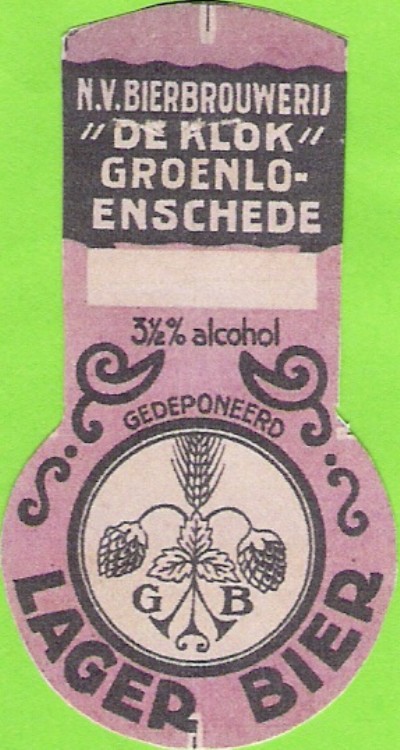 N.V. BIERBROUWERIJ
"DE KLOK"
GROENLO-
ENSCHEDE
3½% alcohol
GEDEPONEERD
G B
LAGER BIER